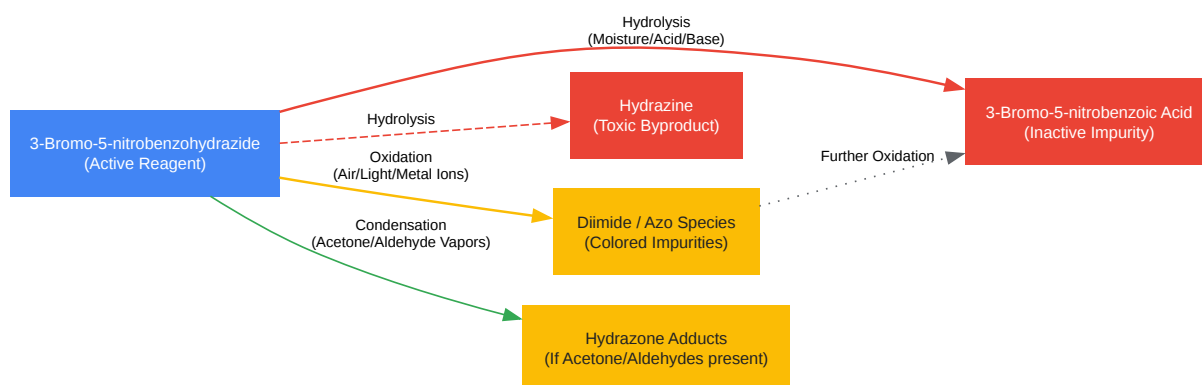 Hydrolysis
(Moisture/Acid/Base)
3-Bromo-5-nitrobenzohydrazide
(Active Reagent)
Hydrolysis
Hydrazine
(Toxic Byproduct)
3-Bromo-5-nitrobenzoic Acid
(Inactive Impurity)
Oxidation
(Air/Light/Metal Ions)
Further Oxidation
Diimide / Azo Species
(Colored Impurities)
Condensation
(Acetone/Aldehyde Vapors)
Hydrazone Adducts
(If Acetone/Aldehydes present)